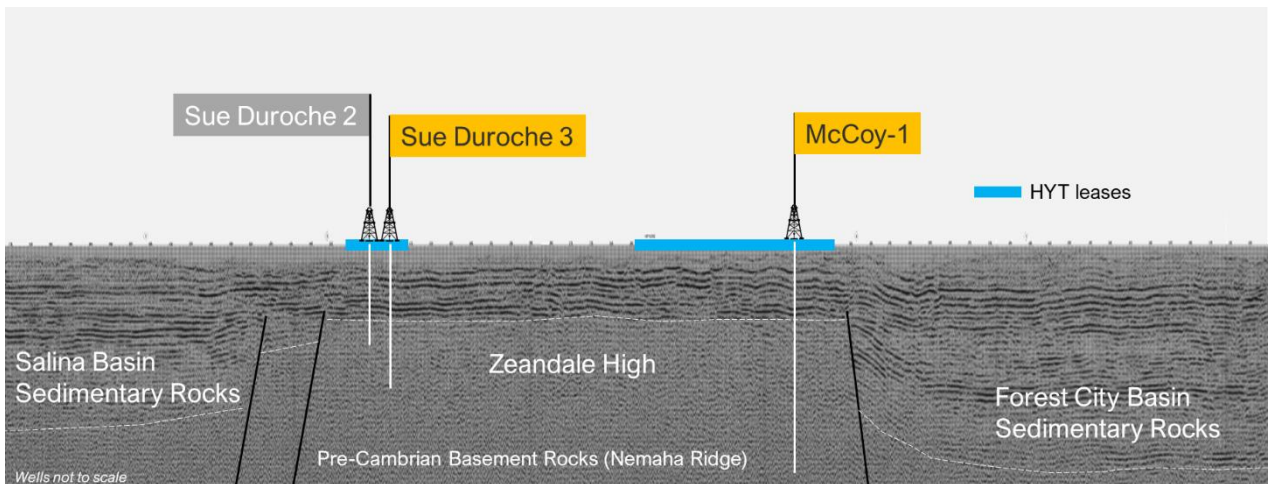 Sue Duroche 2
Sue Duroche 3
McCoy-1
HYT leases
Salina Basin
Sedimentary Rocks
Zeandale High
Forest City Basin
Sedimentary Rocks
Pre-Cambrian Basement Rocks (Nemaha Ridge)
Wells not to scale